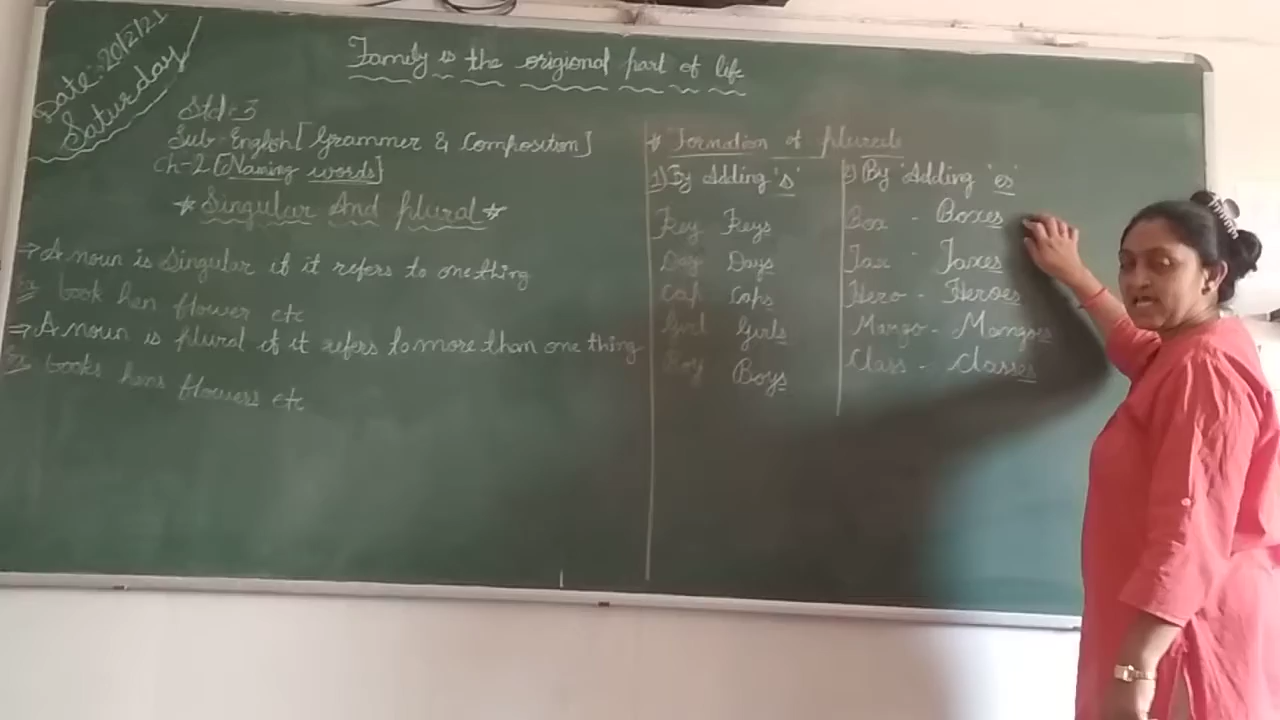 Date: 20/2/21
Saturday
Family is the origional part of life
Std-3
Sub-English [Grammer & Composition]
Ch-2 [Naming words]
* Singular And plural *
→ A noun is Singular if it refers to one thing
Ex book hen flower etc
→ A noun is plural if it refers to more than one thing
Ex books hens flowers etc
* Formation of plurals
1) By Adding 's'
Key Keys
Day Days
Cap Caps
Girl Girls
Boy Boys
2) By Adding 'es'
Box - Boxes
Tax - Taxes
Hero - Heroes
Mango - Mangoes
Class - Classes